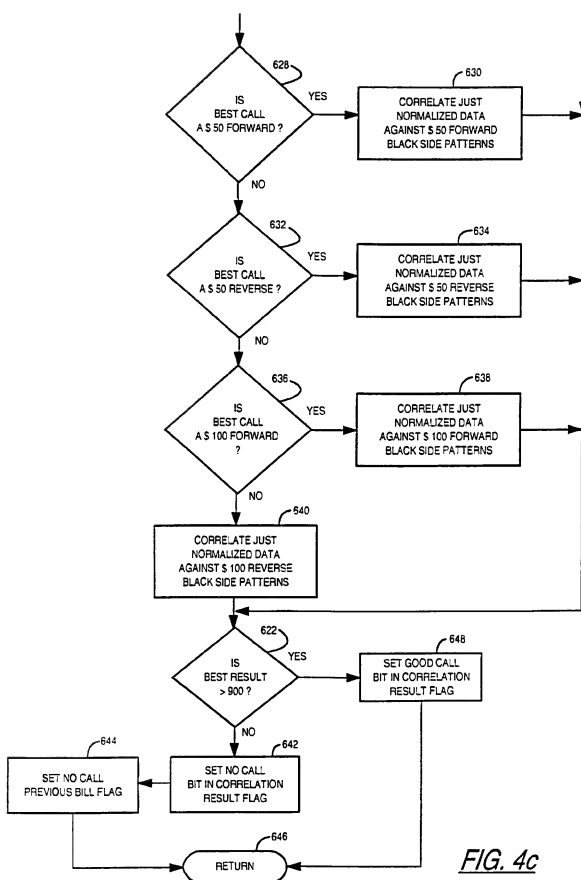 628
IS
BEST CALL
A $ 50 FORWARD ?
YES
630
CORRELATE JUST
NORMALIZED DATA
AGAINST $ 50 FORWARD
BLACK SIDE PATTERNS
NO
632
IS
BEST CALL
A $ 50 REVERSE ?
YES
634
CORRELATE JUST
NORMALIZED DATA
AGAINST $ 50 REVERSE
BLACK SIDE PATTERNS
NO
636
IS
BEST CALL
A $ 100 FORWARD
?
YES
638
CORRELATE JUST
NORMALIZED DATA
AGAINST $ 100 FORWARD
BLACK SIDE PATTERNS
NO
640
CORRELATE JUST
NORMALIZED DATA
AGAINST $ 100 REVERSE
BLACK SIDE PATTERNS
622
IS
BEST RESULT
> 900 ?
YES
648
SET GOOD CALL
BIT IN CORRELATION
RESULT FLAG
NO
644
SET NO CALL
PREVIOUS BILL FLAG
642
SET NO CALL
BIT IN CORRELATION
RESULT FLAG
646
RETURN
FIG. 4c